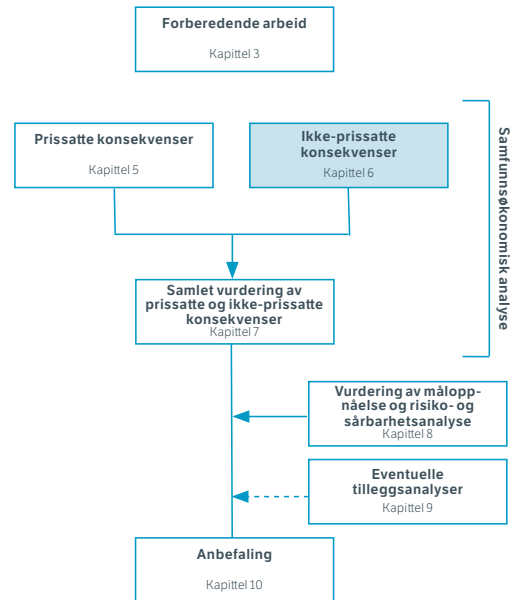 Forberedende arbeid
Kapittel 3
Prissatte konsekvenser
Kapittel 5
Ikke-prissatte
konsekvenser
Kapittel 6
Samfunnsøkonomisk analyse
Samlet vurdering av
prissatte og ikke-prissatte
konsekvenser
Kapittel 7
Vurdering av målopp-
nåelse og risiko- og
sårbarhetsanalyse
Kapittel 8
Eventuelle
tilleggsanalyser
Kapittel 9
Anbefaling
Kapittel 10